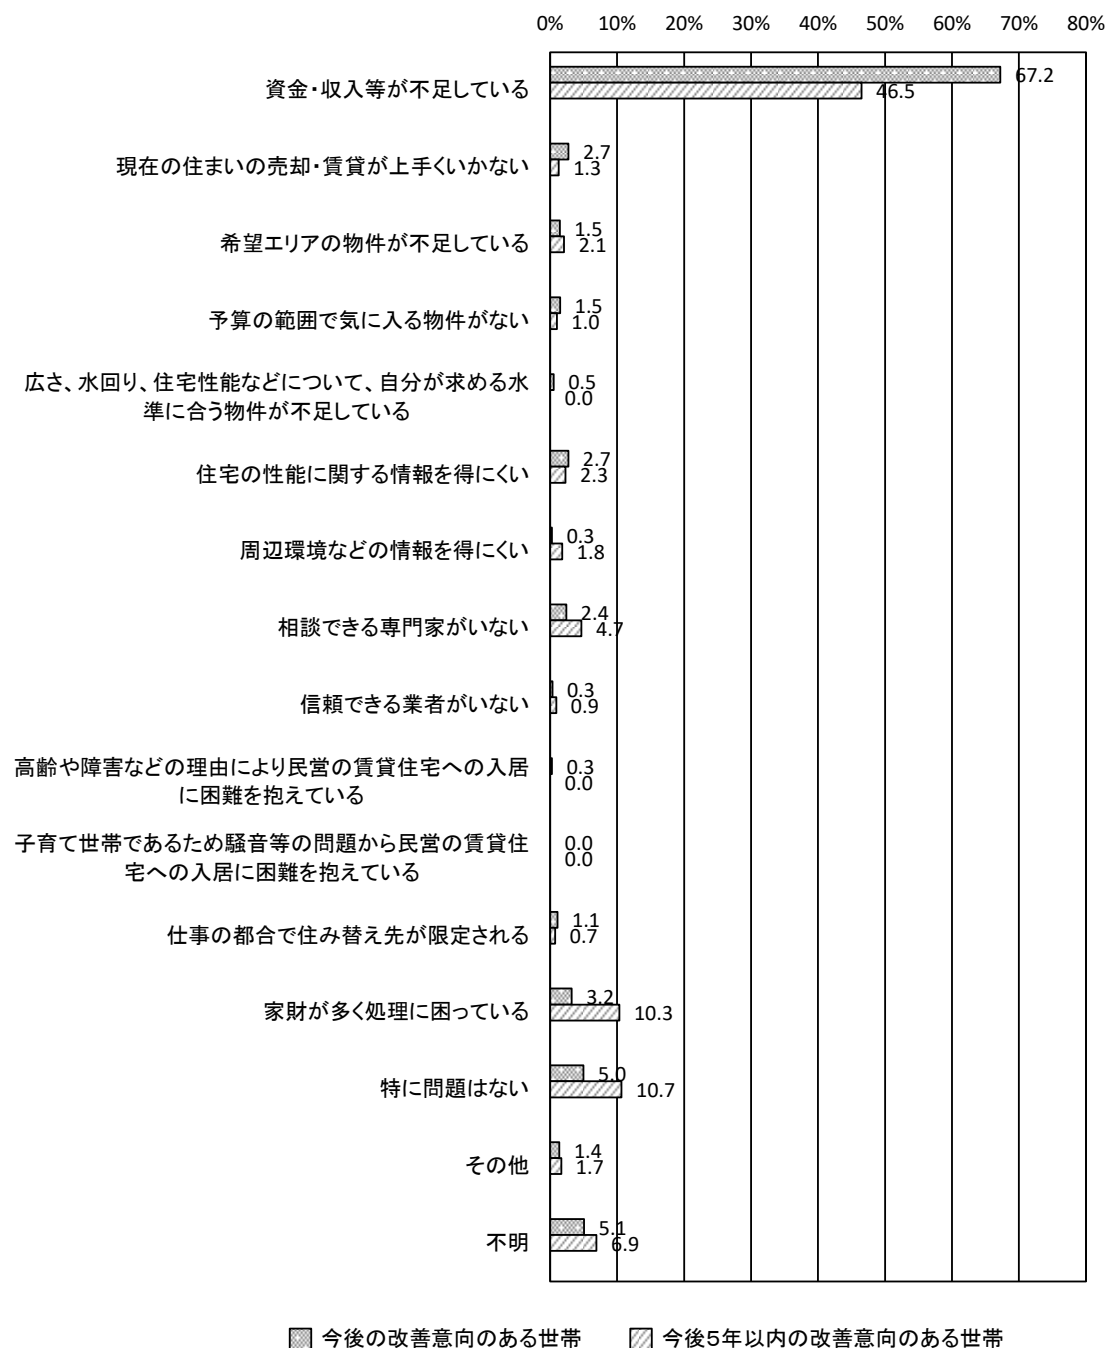 0% 10% 20% 30% 40% 50% 60% 70% 80%
資金・収入等が不足している
67.2
46.5
現在の住まいの売却・賃貸が上手くいかない
2.7
1.3
希望エリアの物件が不足している
1.5
2.1
予算の範囲で気に入る物件がない
1.5
1.0
広さ、水回り、住宅性能などについて、自分が求める水
準に合う物件が不足している
0.5
0.0
住宅の性能に関する情報を得にくい
2.7
2.3
周辺環境などの情報を得にくい
0.3
1.8
相談できる専門家がいない
2.4
4.7
信頼できる業者がいない
0.3
0.9
高齢や障害などの理由により民営の賃貸住宅への入居
に困難を抱えている
0.3
0.0
子育て世帯であるため騒音等の問題から民営の賃貸住
宅への入居に困難を抱えている
0.0
0.0
仕事の都合で住み替え先が限定される
1.1
0.7
家財が多く処理に困っている
3.2
10.3
特に問題はない
5.0
10.7
その他
1.4
1.7
不明
5.1
6.9
今後の改善意向のある世帯 今後5年以内の改善意向のある世帯